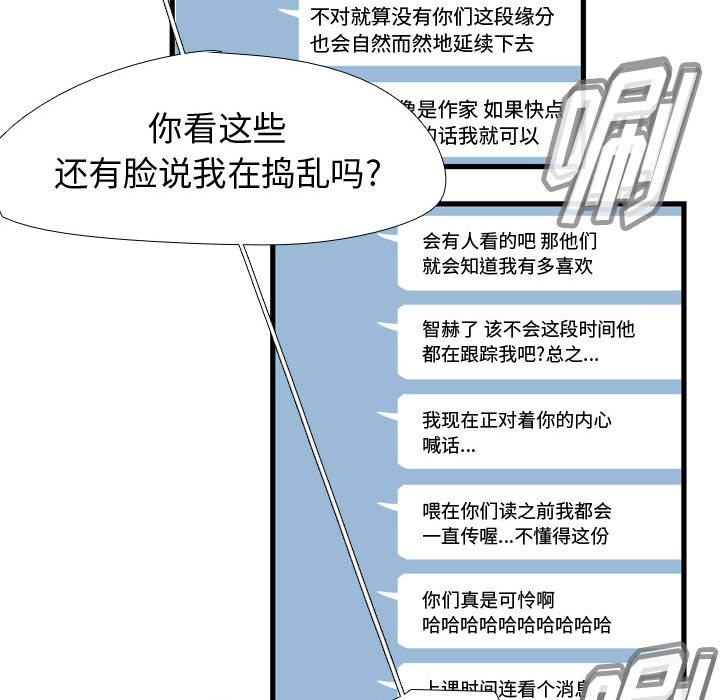 不对就算没有你们这段缘分
也会自然而然地延续下去
是作家 如果快点
的话我就可以
唰
你看这些
还有脸说我在捣乱吗?
会有人看的吧 那他们
就会知道我有多喜欢
智赫了 该不会这段时间他
都在跟踪我吧?总之...
我现在正对着你的内心
喊话...
喂在你们读之前我都会
一直传喔...不懂得这份
你们真是可怜啊
哈哈哈哈哈哈哈哈哈哈
上课时间连看个消息
唰